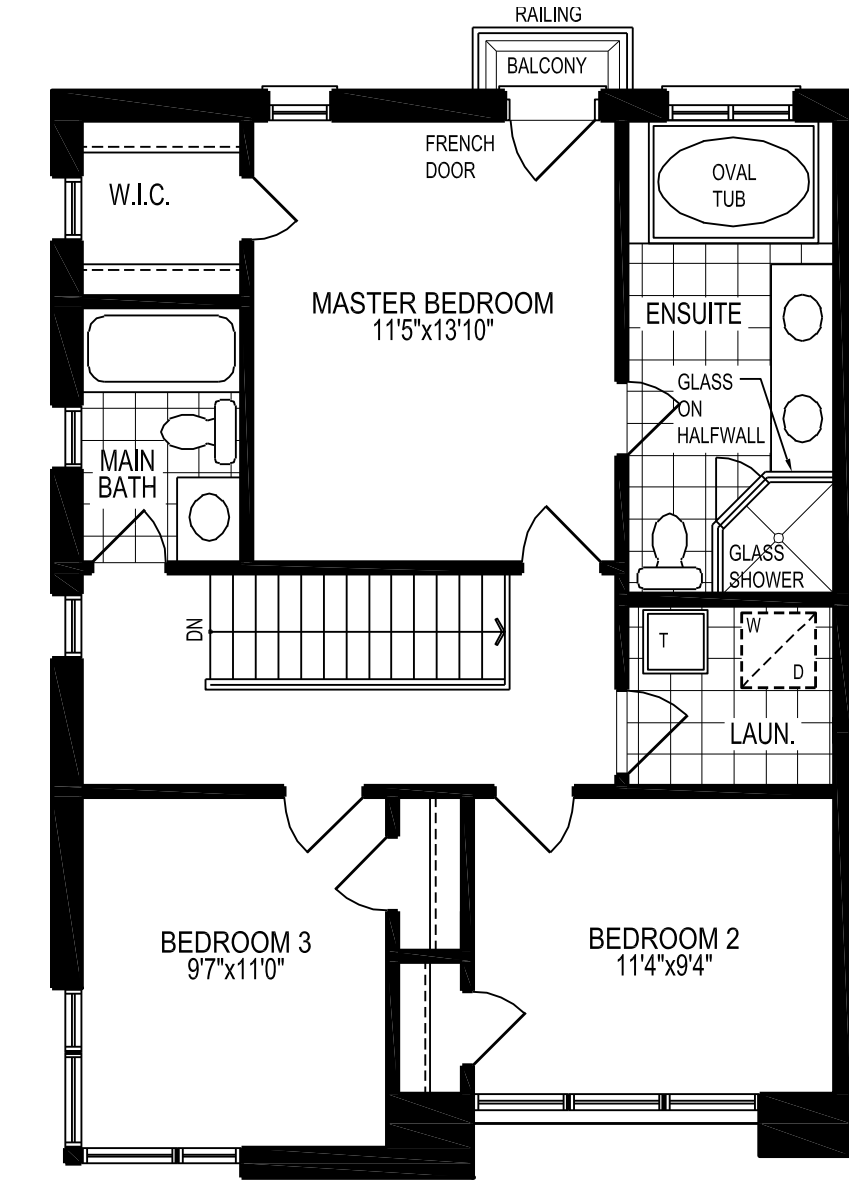 RAILING
BALCONY
FRENCH
DOOR
OVAL
TUB
W.I.C.
MASTER BEDROOM
11'5"x13'10"
ENSUITE
GLASS
ON
HALFWALL
MAIN
BATH
GLASS
SHOWER
DN
T
W
D
LAUN.
BEDROOM 3
9'7"x11'0"
BEDROOM 2
11'4"x9'4"